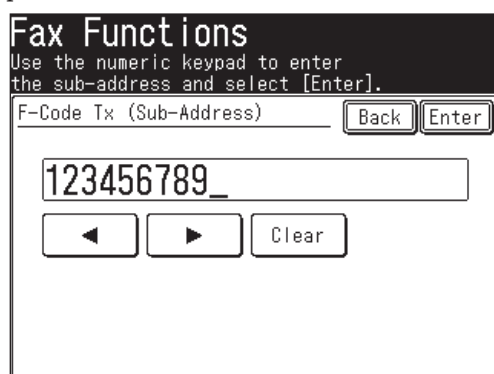 Fax Functions
Use the numeric keypad to enter
the sub-address and select [Enter].
F-Code Tx (Sub-Address)
Back Enter
123456789_
◄ ► Clear